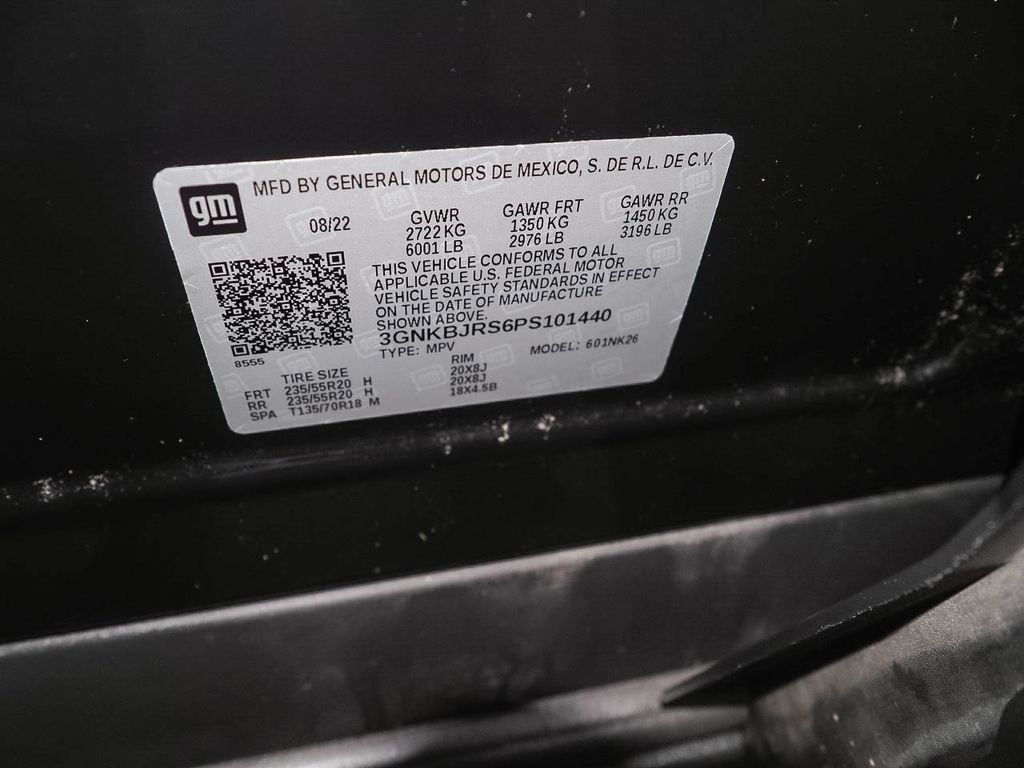 gm
MFD BY GENERAL MOTORS DE MEXICO, S. DE R.L. DE C.V.
08/22 GVWR GAWR FRT GAWR RR
2722 KG 1350 KG 1450 KG
6001 LB 2976 LB 3196 LB
THIS VEHICLE CONFORMS TO ALL
APPLICABLE U.S. FEDERAL MOTOR
VEHICLE SAFETY STANDARDS IN EFFECT
ON THE DATE OF MANUFACTURE
SHOWN ABOVE.
3GNKBJRS6PS101440
8555
TYPE: MPV MODEL: 601NK26
TIRE SIZE RIM
FRT 235/55R20 H 20X8J
RR 235/55R20 H 20X8J
SPA T135/70R18 M 18X4.5B